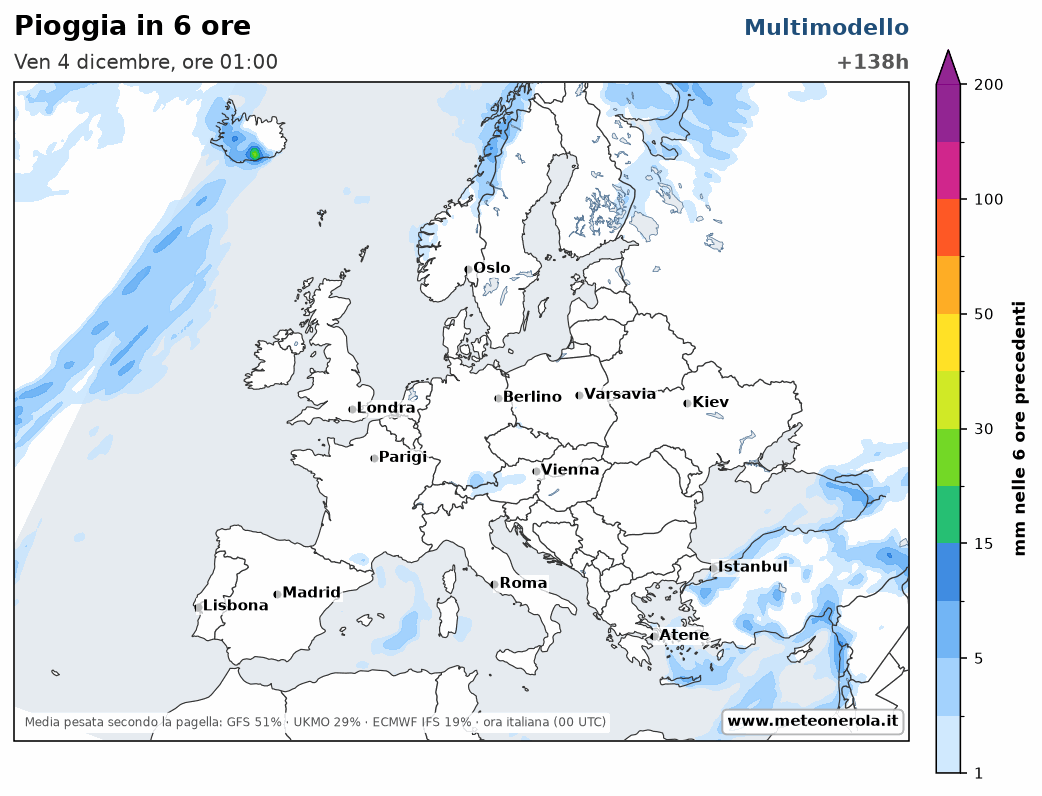 Pioggia in 6 ore
Multimodello
Ven 4 dicembre, ore 01:00
+138h
200
100
50
30
15
5
1
mm nelle 6 ore precedenti
Oslo
Berlino
Varsavia
Kiev
Londra
Parigi
Vienna
Istanbul
Roma
Madrid
Lisbona
Atene
Media pesata secondo la pagella: GFS 51% · UKMO 29% · ECMWF IFS 19% · ora italiana (00 UTC)
www.meteonerola.it